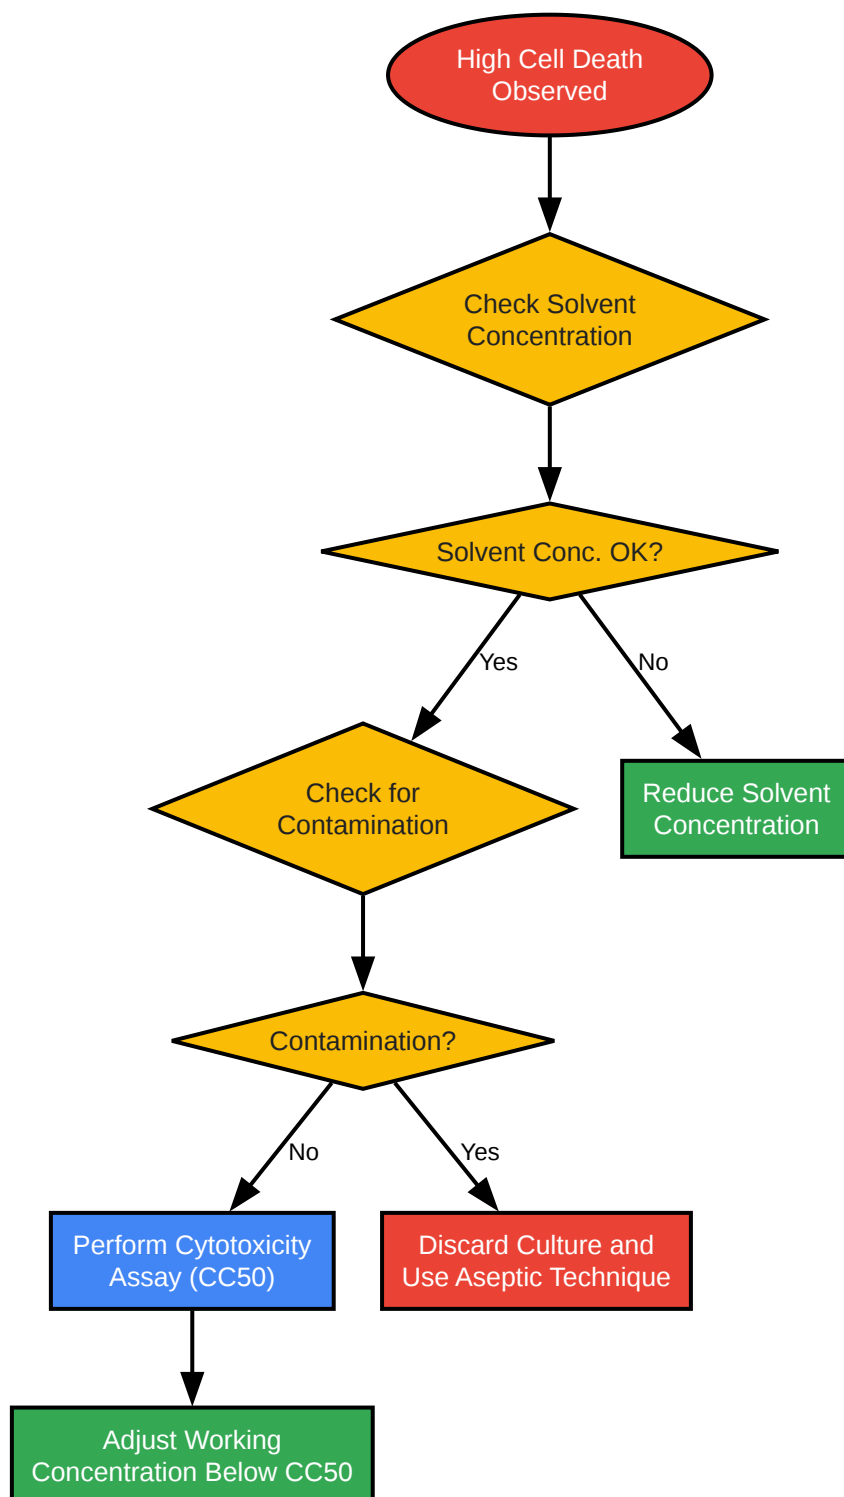 High Cell Death
Observed
Check Solvent
Concentration
Solvent Conc. OK?
Yes
No
Check for
Contamination
Reduce Solvent
Concentration
Contamination?
No
Yes
Perform Cytotoxicity
Assay (CC50)
Discard Culture and
Use Aseptic Technique
Adjust Working
Concentration Below CC50